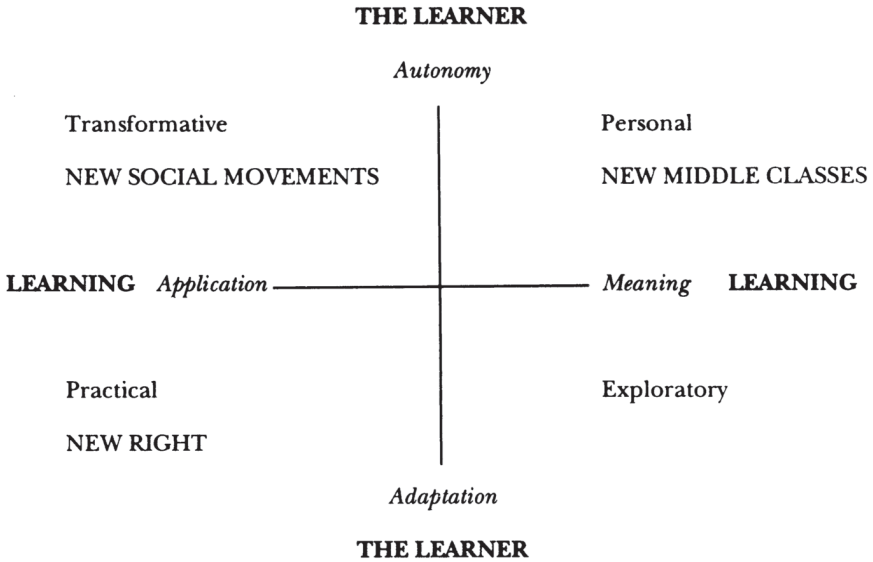 THE LEARNER
Autonomy
Transformative Personal
NEW SOCIAL MOVEMENTS NEW MIDDLE CLASSES
LEARNING Application Meaning LEARNING
Practical Exploratory
NEW RIGHT
Adaptation
THE LEARNER